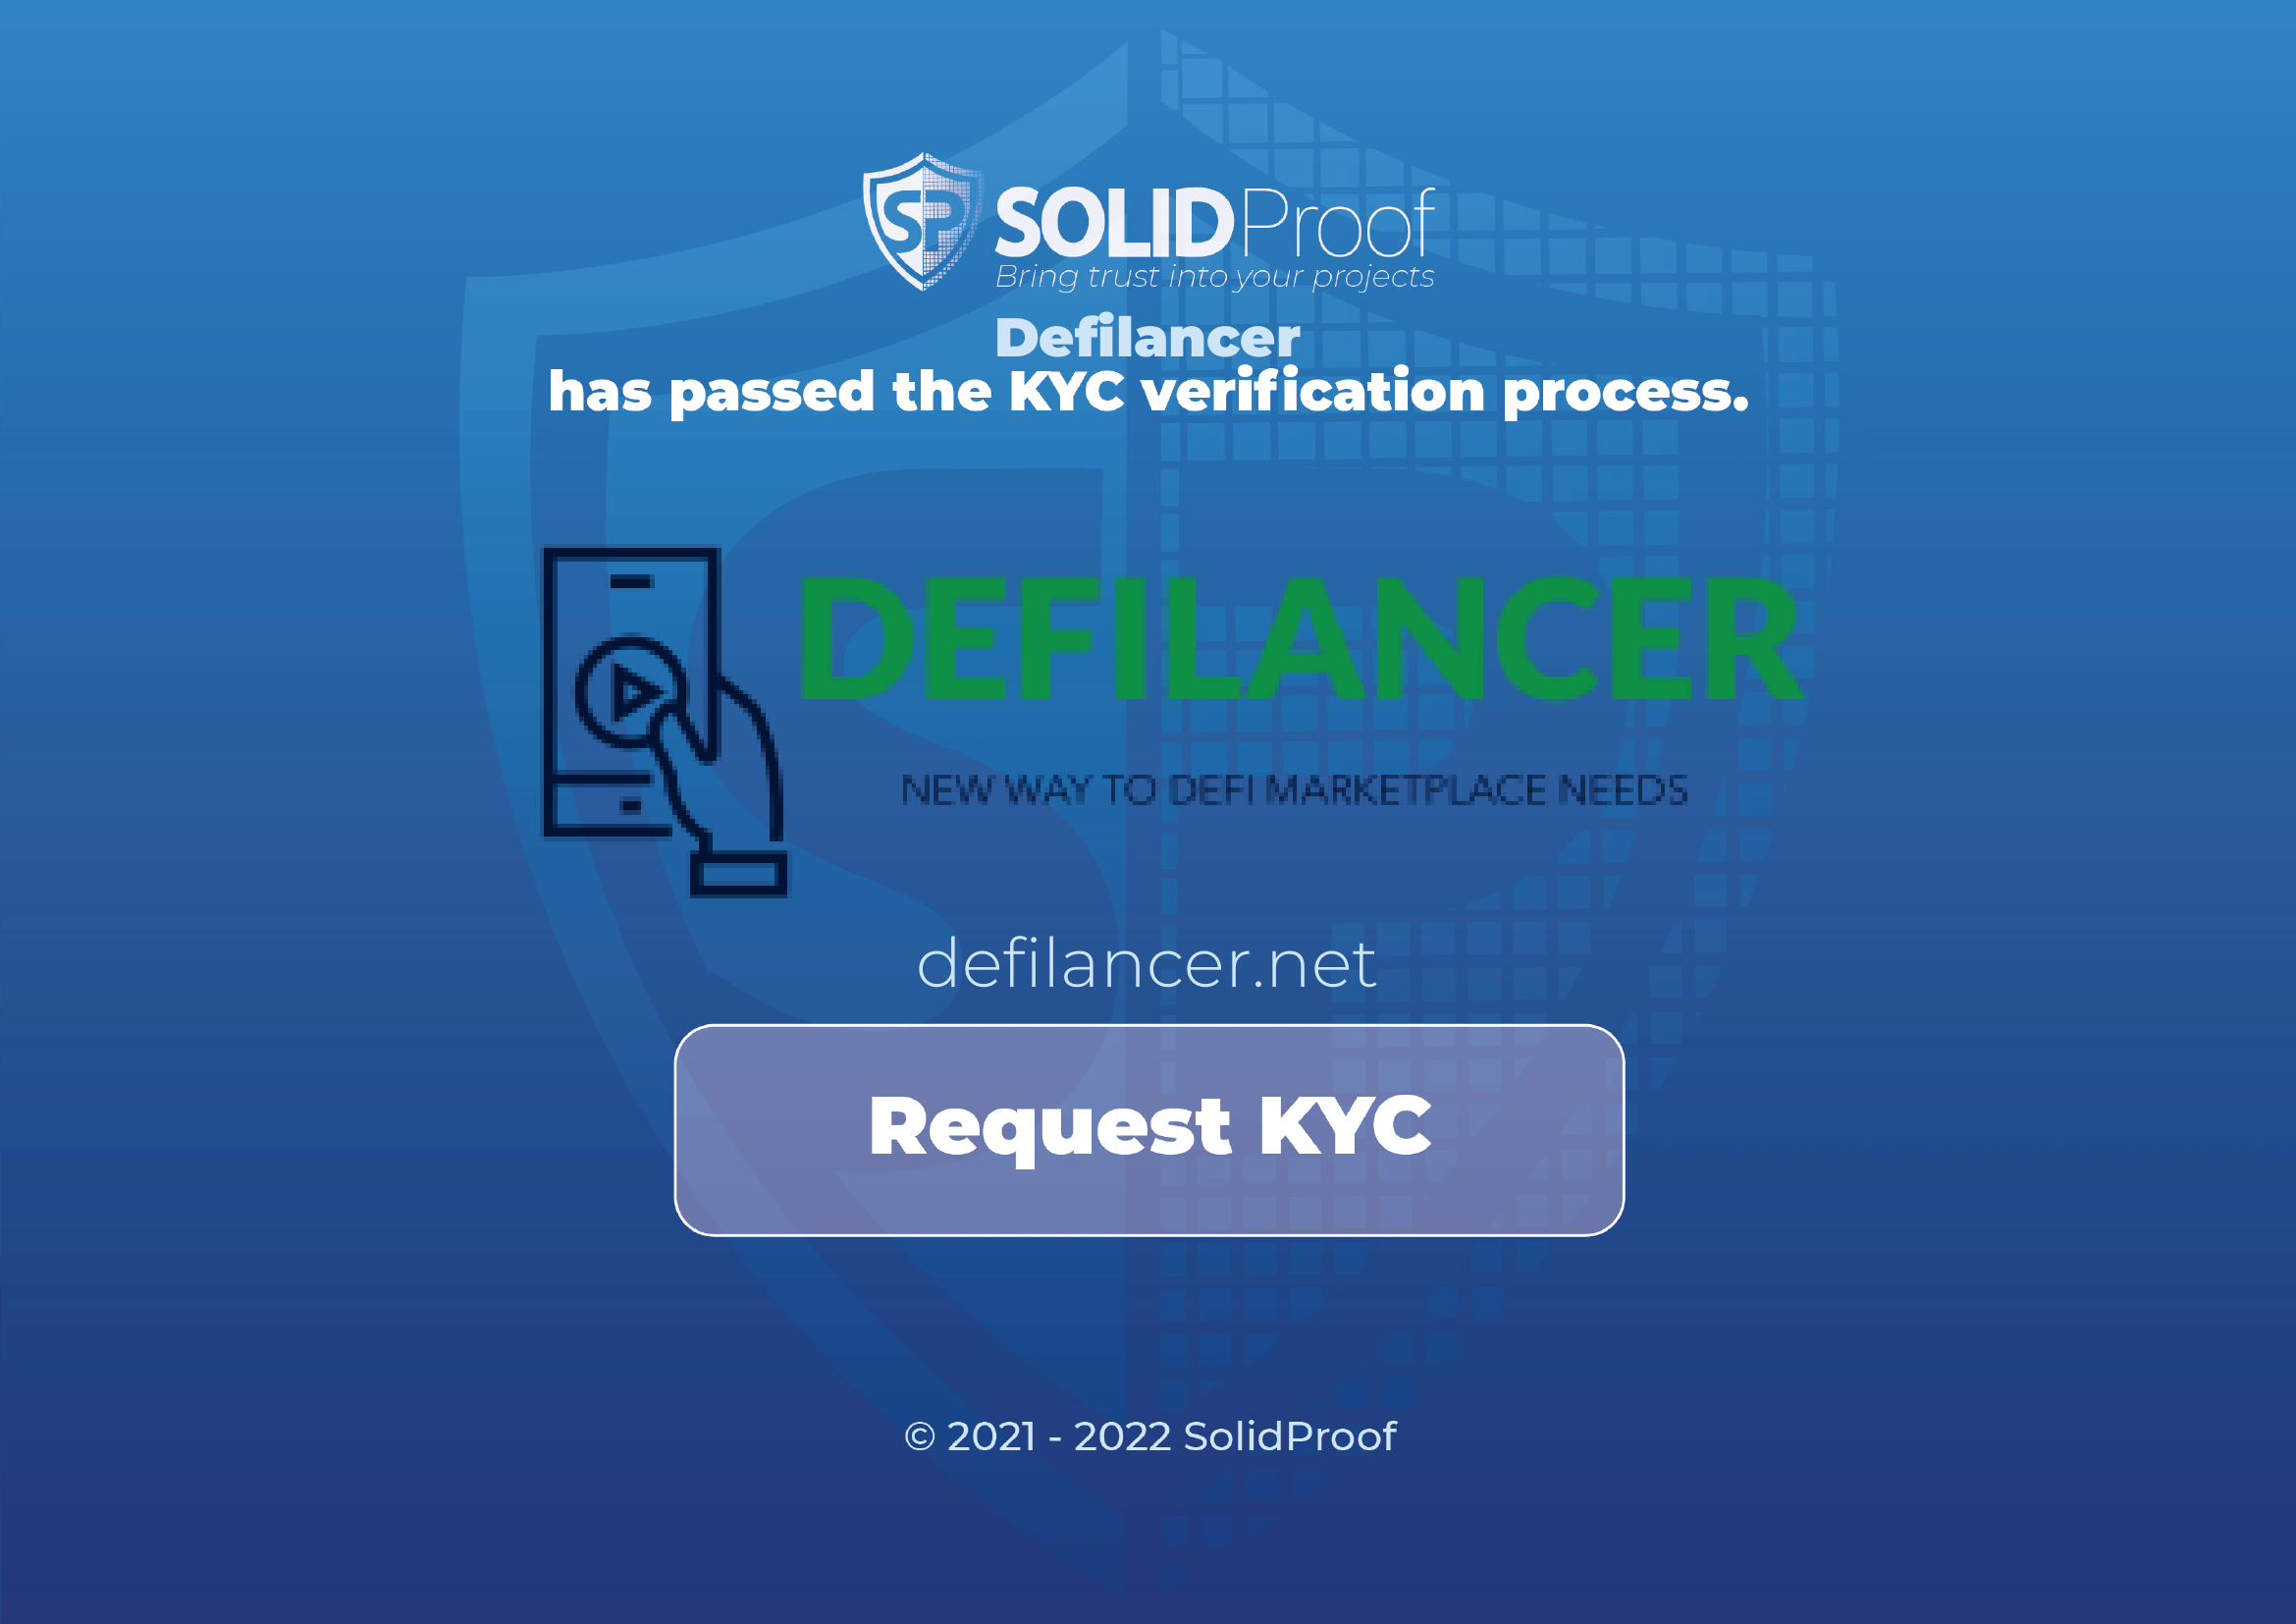 SP
SOLIDProof
Bring trust into your projects
Defilancer
has passed the KYC verification process.
DEFILANCER
NEW WAY TO DEFI MARKETPLACE NEEDS
defilancer.net
Request KYC
© 2021 - 2022 SolidProof